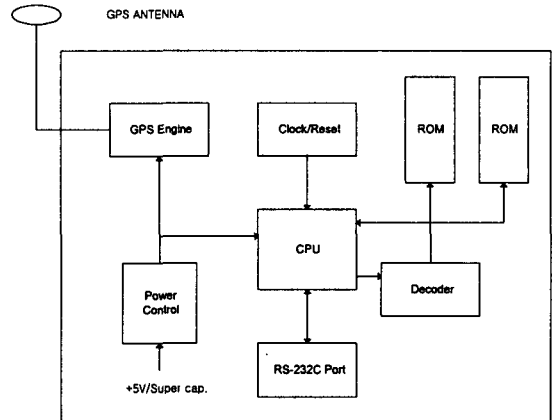 GPS ANTENNA
GPS Engine
Clock/Reset
ROM
ROM
CPU
Power
Control
Decoder
RS-232C Port
+5V/Super cap.